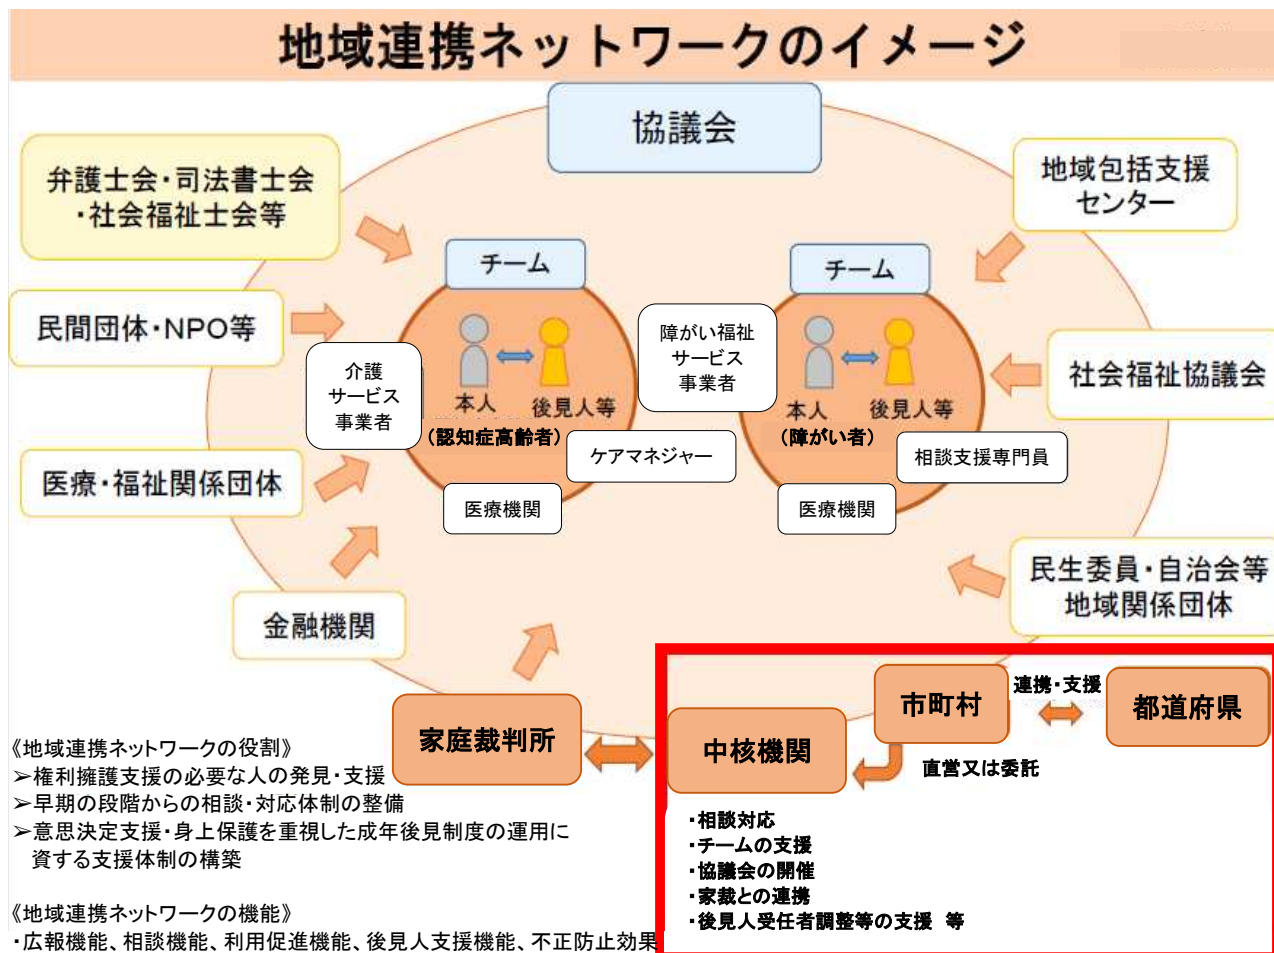 地域連携ネットワークのイメージ
協議会
弁護士会・司法書士会
・社会福祉士会等
地域包括支援
センター
チーム
チーム
民間団体・NPO等
障がい福祉
サービス
事業者
介護
サービス
事業者
社会福祉協議会
本人
後見人等
(認知症高齢者)
本人
後見人等
(障がい者)
ケアマネジャー
相談支援専門員
医療・福祉関係団体
医療機関
医療機関
民生委員・自治会等
地域関係団体
金融機関
家庭裁判所
中核機関
市町村
連携・支援
都道府県
直営又は委託
・相談対応
・チームの支援
・協議会の開催
・家裁との連携
・後見人受任者調整等の支援 等
《地域連携ネットワークの役割》
➢権利擁護支援の必要な人の発見・支援
➢早期の段階からの相談・対応体制の整備
➢意思決定支援・身上保護を重視した成年後見制度の運用に
資する支援体制の構築
《地域連携ネットワークの機能》
・広報機能、相談機能、利用促進機能、後見人支援機能、不正防止効果